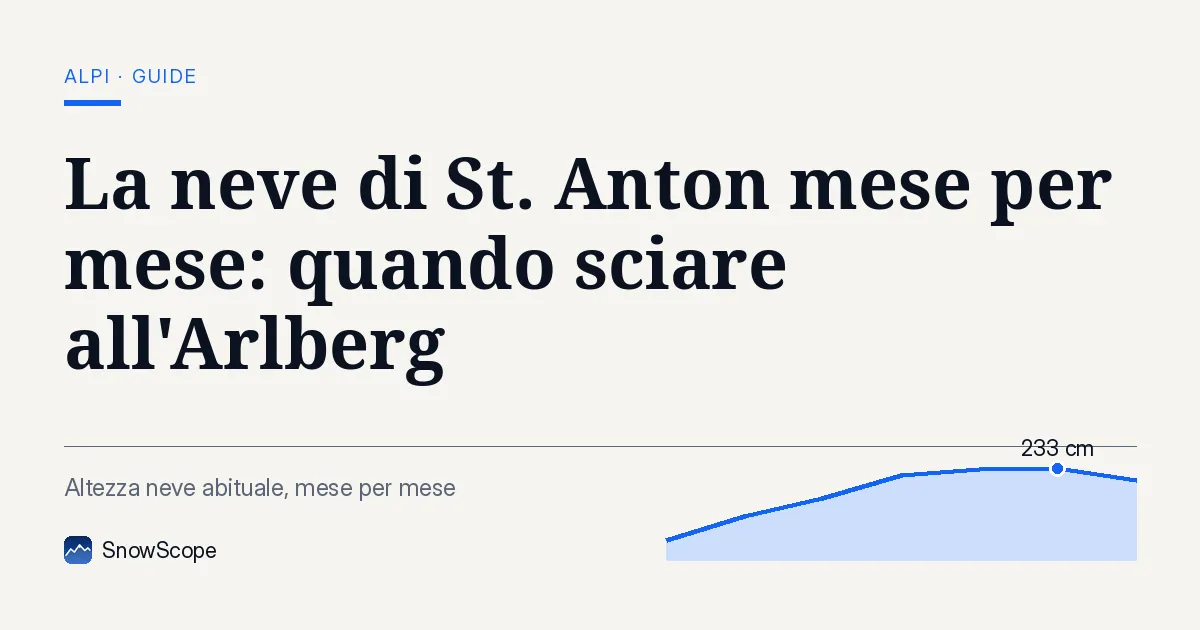 ALPI · GUIDE
La neve di St. Anton mese per
mese: quando sciare
all'Arlberg
233 cm
Altezza neve abituale, mese per mese
SnowScope